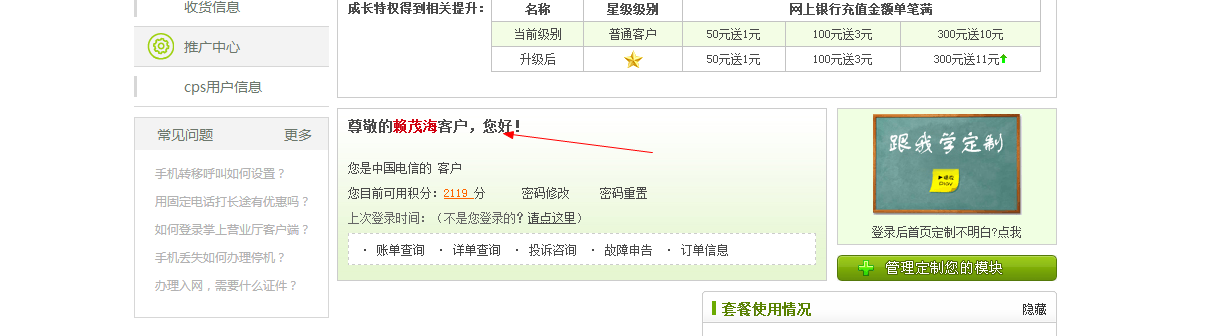 收货信息
推广中心
cps用户信息
常见问题 更多
手机转移呼叫如何设置？
用固定电话打长途有优惠吗？
如何登录掌上营业厅客户端？
手机丢失如何办理停机？
办理入网，需要什么证件？
成长特权得到相关提升：
名称 星级级别 网上银行充值金额单笔满
当前级别 普通客户 50元送1元 100元送3元 300元送10元
升级后 50元送1元 100元送3元 300元送11元
尊敬的赖茂海客户，您好！
您是中国电信的 客户
您目前可用积分：2119 分 密码修改 密码重置
上次登录时间：（不是您登录的？请点这里）
· 账单查询 · 详单查询 · 投诉咨询 · 故障申告 · 订单信息
跟我学定制
登录后首页定制不明白?点我
管理定制您的模块
套餐使用情况 隐藏